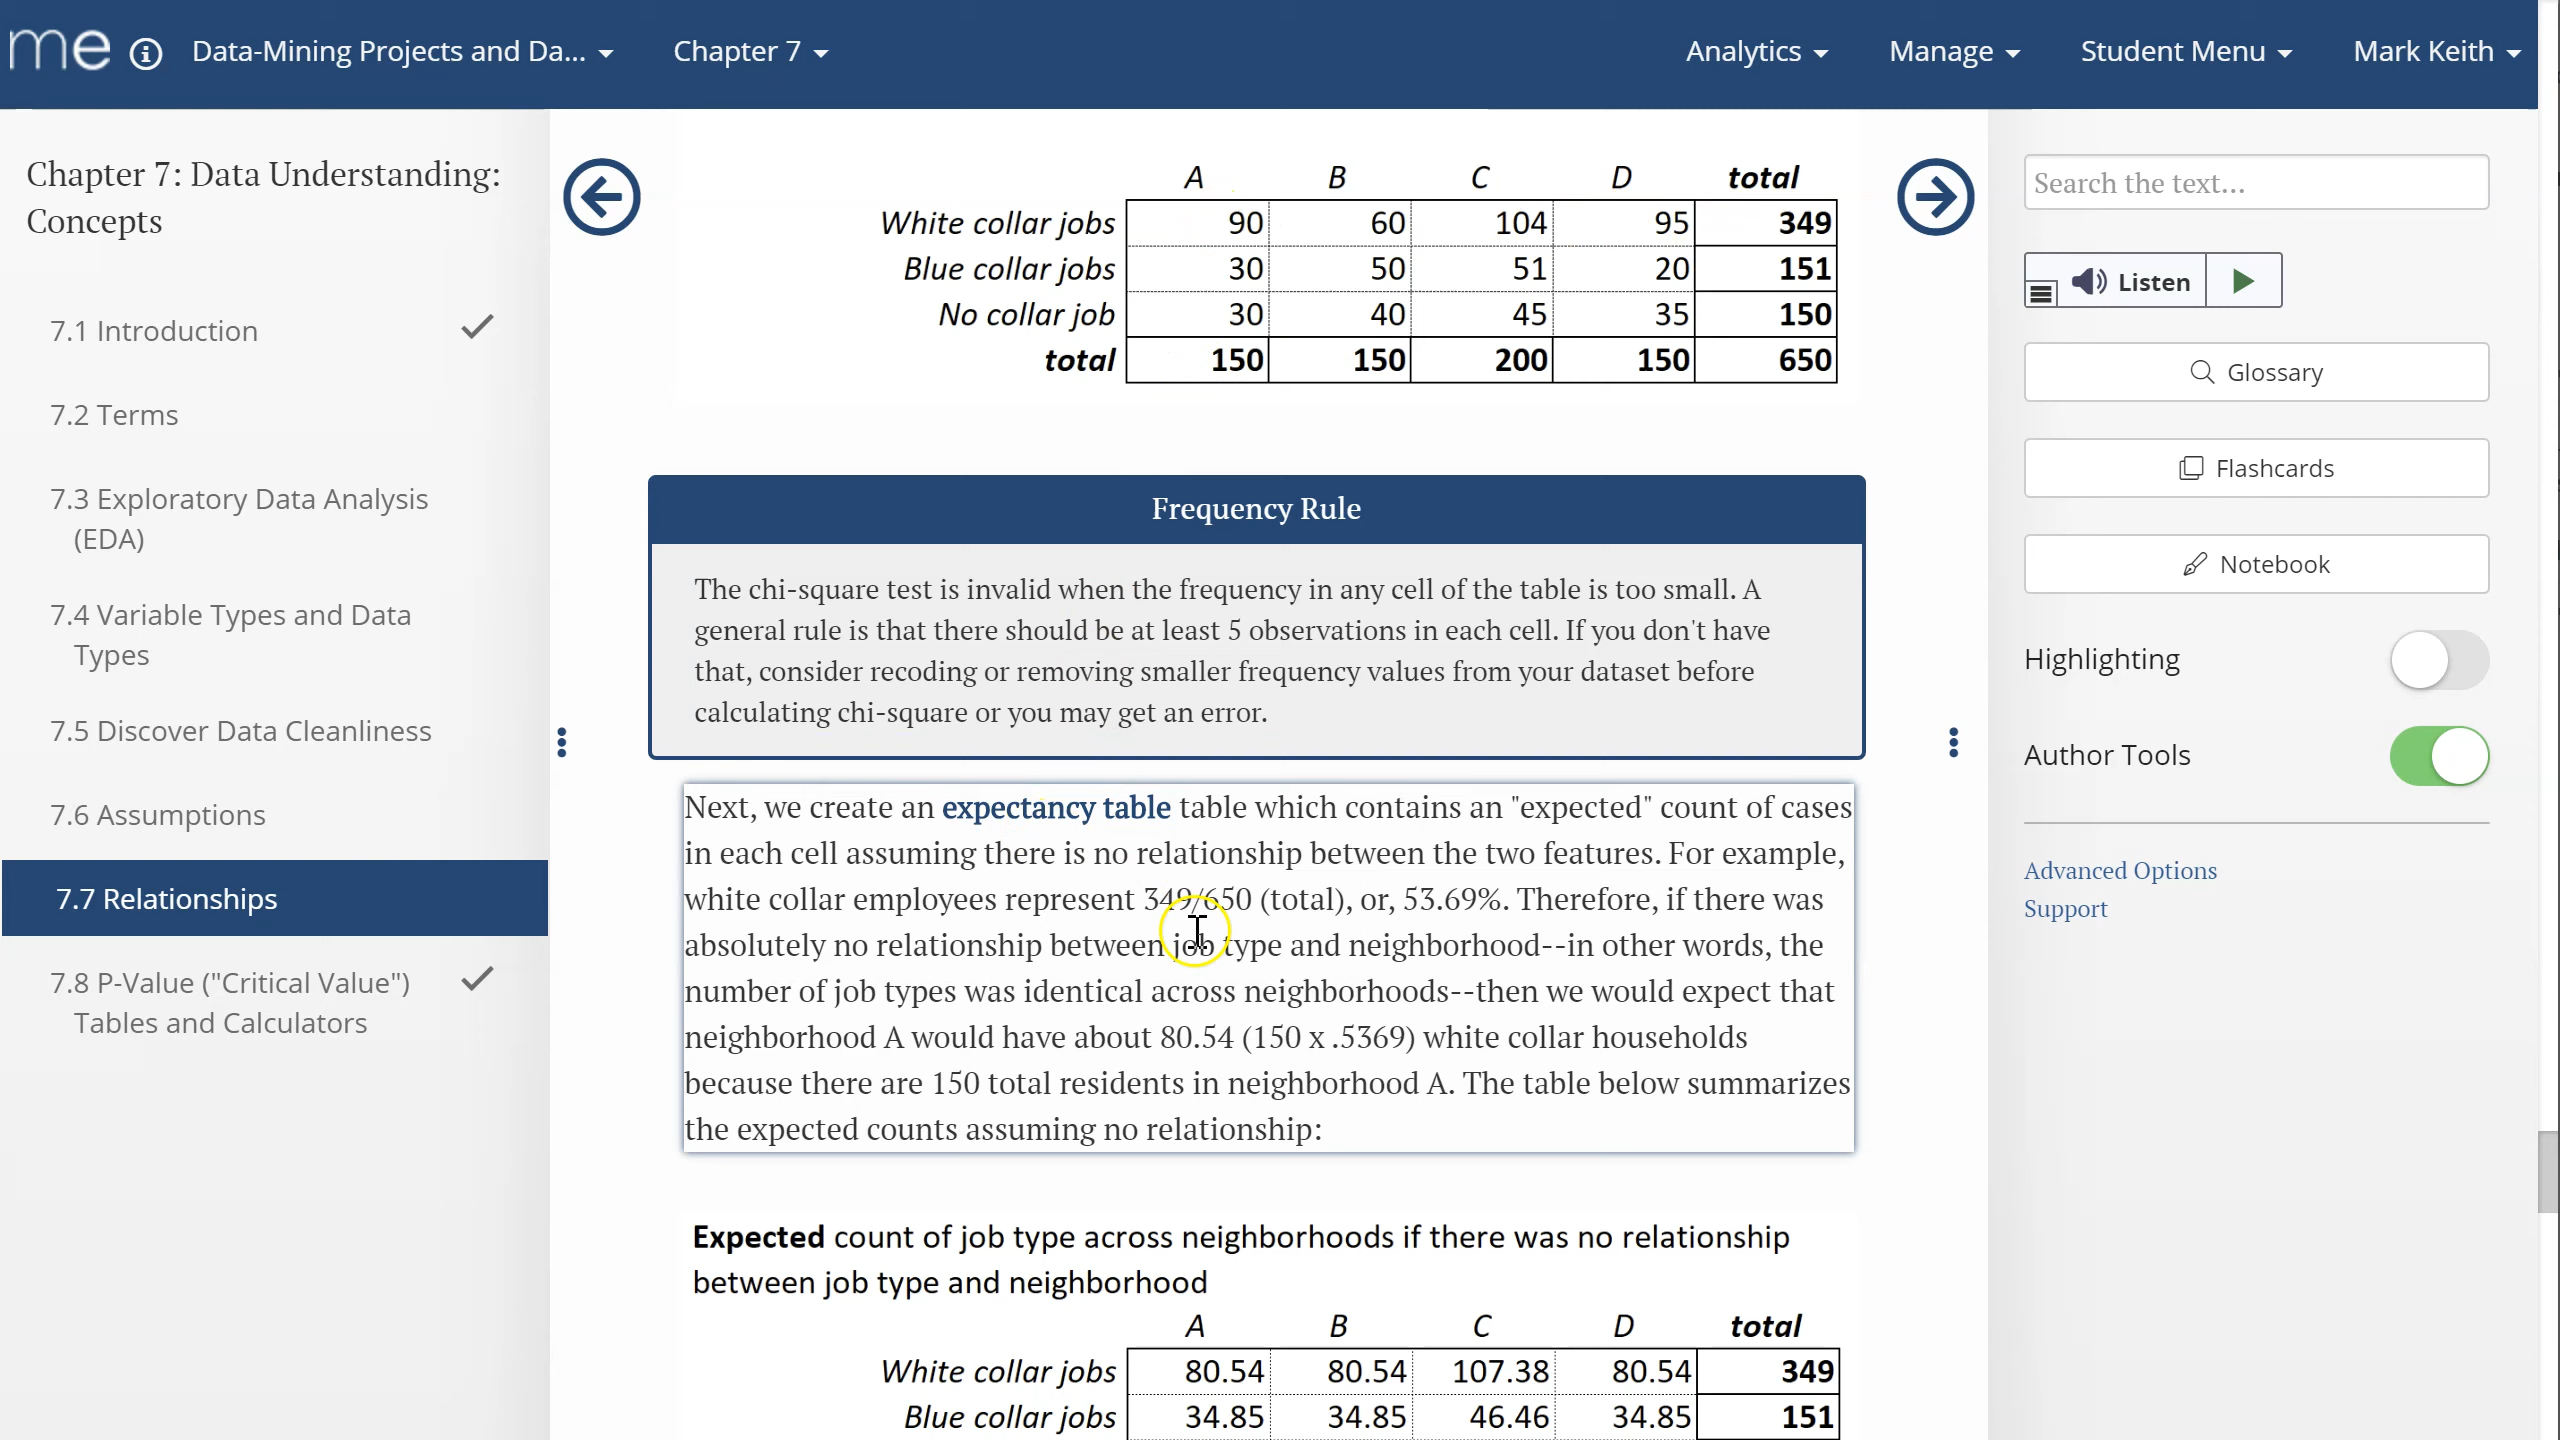 me Data-Mining Projects and Da... Chapter 7 Analytics Manage Student Menu Mark Keith
Chapter 7: Data Understanding:
Concepts
7.1 Introduction
7.2 Terms
7.3 Exploratory Data Analysis
(EDA)
7.4 Variable Types and Data
Types
7.5 Discover Data Cleanliness
7.6 Assumptions
7.7 Relationships
7.8 P-Value ("Critical Value")
Tables and Calculators
A B C D total
White collar jobs 90 60 104 95 349
Blue collar jobs 30 50 51 20 151
No collar job 30 40 45 35 150
total 150 150 200 150 650
Frequency Rule
The chi-square test is invalid when the frequency in any cell of the table is too small. A
general rule is that there should be at least 5 observations in each cell. If you don't have
that, consider recoding or removing smaller frequency values from your dataset before
calculating chi-square or you may get an error.
Next, we create an expectancy table table which contains an "expected" count of cases
in each cell assuming there is no relationship between the two features. For example,
white collar employees represent 349/650 (total), or, 53.69%. Therefore, if there was
absolutely no relationship between job type and neighborhood--in other words, the
number of job types was identical across neighborhoods--then we would expect that
neighborhood A would have about 80.54 (150 x .5369) white collar households
because there are 150 total residents in neighborhood A. The table below summarizes
the expected counts assuming no relationship:
Expected count of job type across neighborhoods if there was no relationship
between job type and neighborhood
A B C D total
White collar jobs 80.54 80.54 107.38 80.54 349
Blue collar jobs 34.85 34.85 46.46 34.85 151
Search the text...
Listen
Glossary
Flashcards
Notebook
Highlighting
Author Tools
Advanced Options
Support